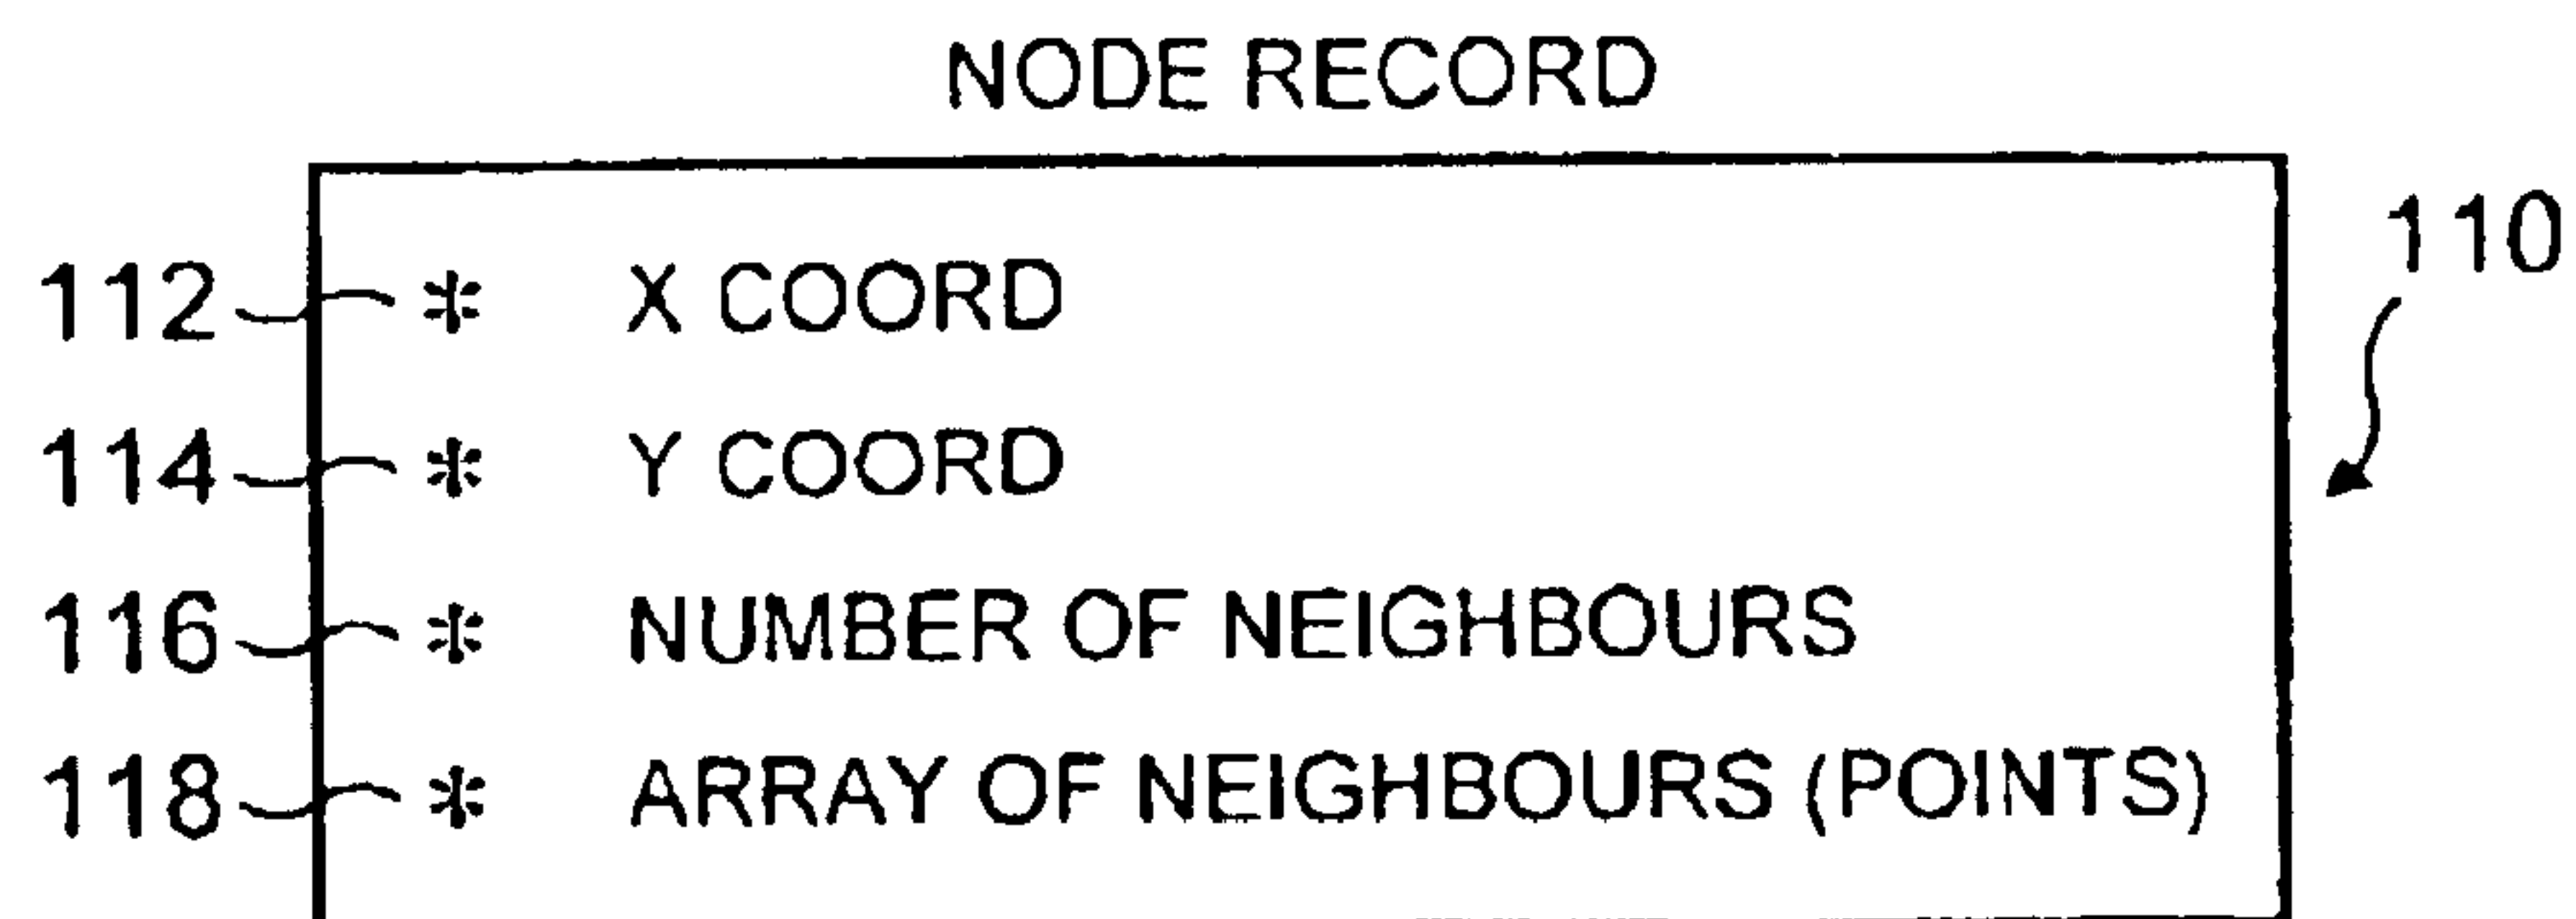 NODE RECORD
110
112 * X COORD
114 * Y COORD
116 * NUMBER OF NEIGHBOURS
118 * ARRAY OF NEIGHBOURS (POINTS)